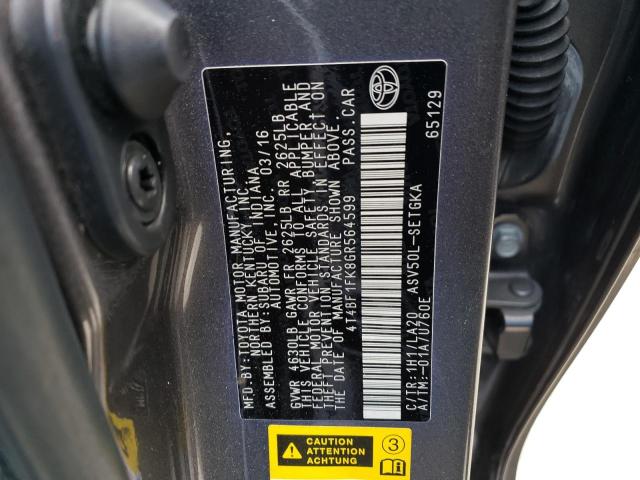 MFD.BY:TOYOTA MOTOR MANUFACTURING,
NORTHERN KENTUCKY INC.
ASSEMBLED BY:SUBARU OF INDIANA
AUTOMOTIVE, INC. 03/16
GVWR 4630LB GAWR FR 2625LB RR 2625LB
THIS VEHICLE CONFORMS TO ALL APPLICABLE
FEDERAL MOTOR VEHICLE SAFETY BUMPER, AND
THEFT PREVENTION STANDARDS IN EFFECT ON
THE DATE OF MANUFACTURE SHOWN ABOVE.
4T4BF1FK8GR564599 PASS.CAR
C/TR:1H1/LA20 ASV50L-SETGKA
A/TM:-01A/U760E
65129
CAUTION
ATTENTION
ACHTUNG
3